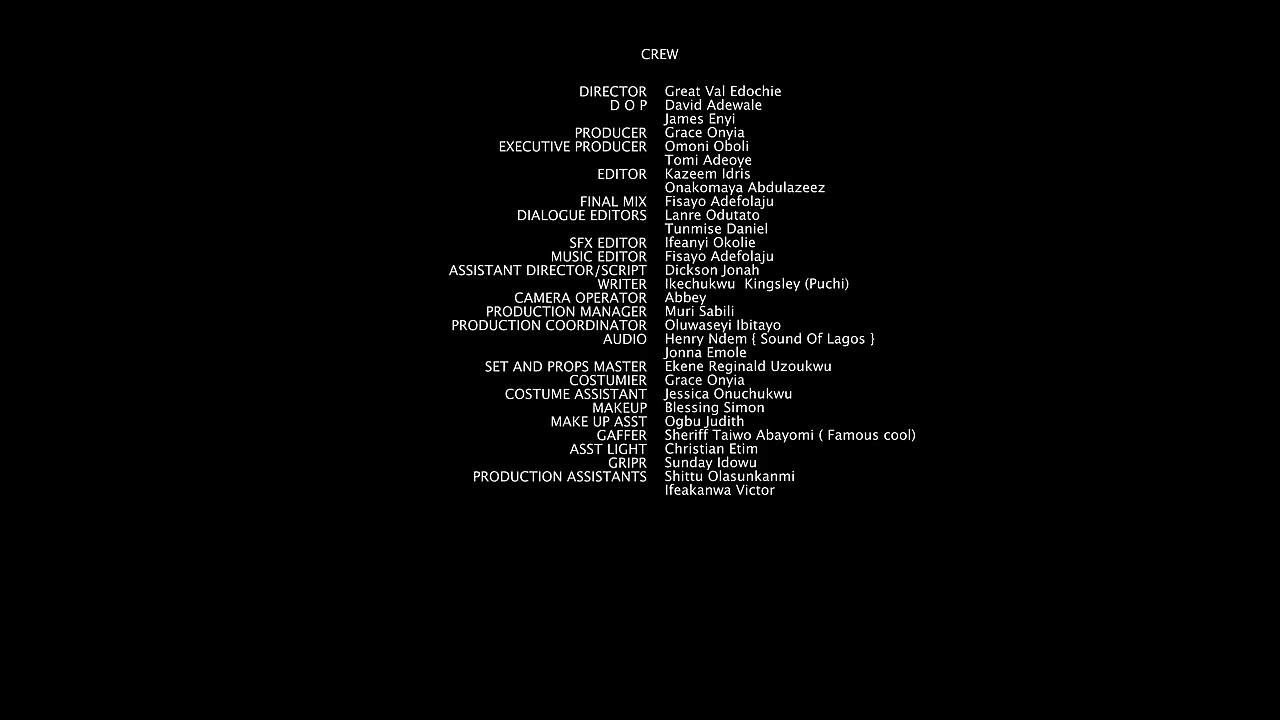 CREW
DIRECTOR Great Val Edochie
D O P David Adewale
James Enyi
PRODUCER Grace Onyia
EXECUTIVE PRODUCER Omoni Oboli
Tomi Adeoye
EDITOR Kazeem Idris
Onakomaya Abdulazeez
FINAL MIX Fisayo Adefolaju
DIALOGUE EDITORS Lanre Odutato
Tunmise Daniel
SFX EDITOR Ifeanyi Okolie
MUSIC EDITOR Fisayo Adefolaju
ASSISTANT DIRECTOR/SCRIPT Dickson Jonah
WRITER Ikechukwu  Kingsley (Puchi)
CAMERA OPERATOR Abbey
PRODUCTION MANAGER Muri Sabili
PRODUCTION COORDINATOR Oluwaseyi Ibitayo
AUDIO Henry Ndem { Sound Of Lagos }
Jonna Emole
SET AND PROPS MASTER Ekene Reginald Uzoukwu
COSTUMIER Grace Onyia
COSTUME ASSISTANT Jessica Onuchukwu
MAKEUP Blessing Simon
MAKE UP ASST Ogbu Judith
GAFFER Sheriff Taiwo Abayomi ( Famous cool)
ASST LIGHT Christian Etim
GRIPR Sunday Idowu
PRODUCTION ASSISTANTS Shittu Olasunkanmi
Ifeakanwa Victor